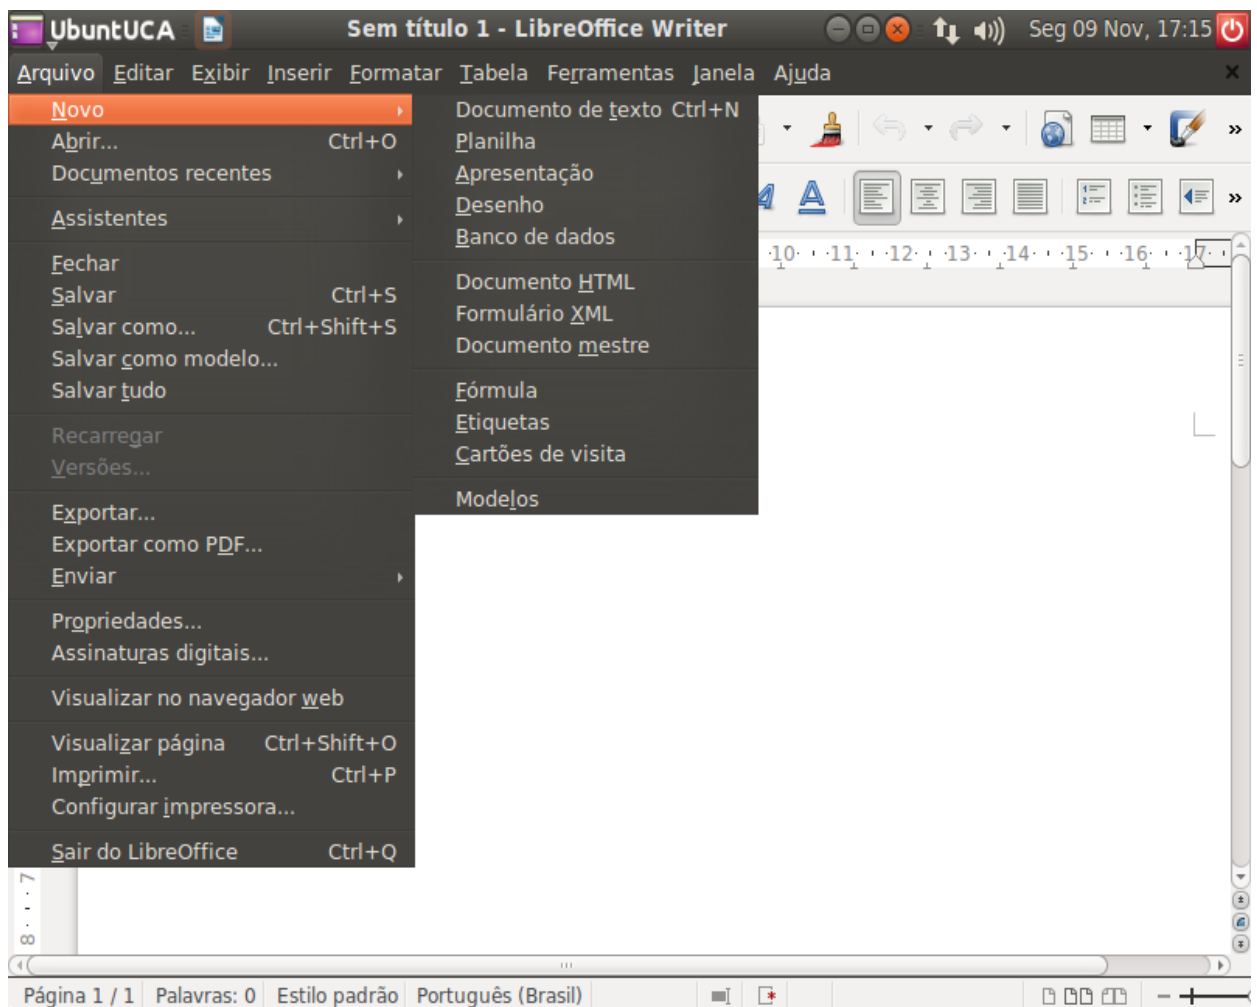 UbuntUCA Sem título 1 - LibreOffice Writer Seg 09 Nov, 17:15
Arquivo Editar Exibir Inserir Formatar Tabela Ferramentas Janela Ajuda
Novo
Abrir... Ctrl+O
Documentos recentes
Assistentes
Fechar
Salvar Ctrl+S
Salvar como... Ctrl+Shift+S
Salvar como modelo...
Salvar tudo
Recarregar
Versões...
Exportar...
Exportar como PDF...
Enviar
Propriedades...
Assinaturas digitais...
Visualizar no navegador web
Visualizar página Ctrl+Shift+O
Imprimir... Ctrl+P
Configurar impressora...
Sair do LibreOffice Ctrl+Q
Documento de texto Ctrl+N
Planilha
Apresentação
Desenho
Banco de dados
Documento HTML
Formulário XML
Documento mestre
Fórmula
Etiquetas
Cartões de visita
Modelos
10 11 12 13 14 15 16 17
7
8
Página 1 / 1 Palavras: 0 Estilo padrão Português (Brasil)